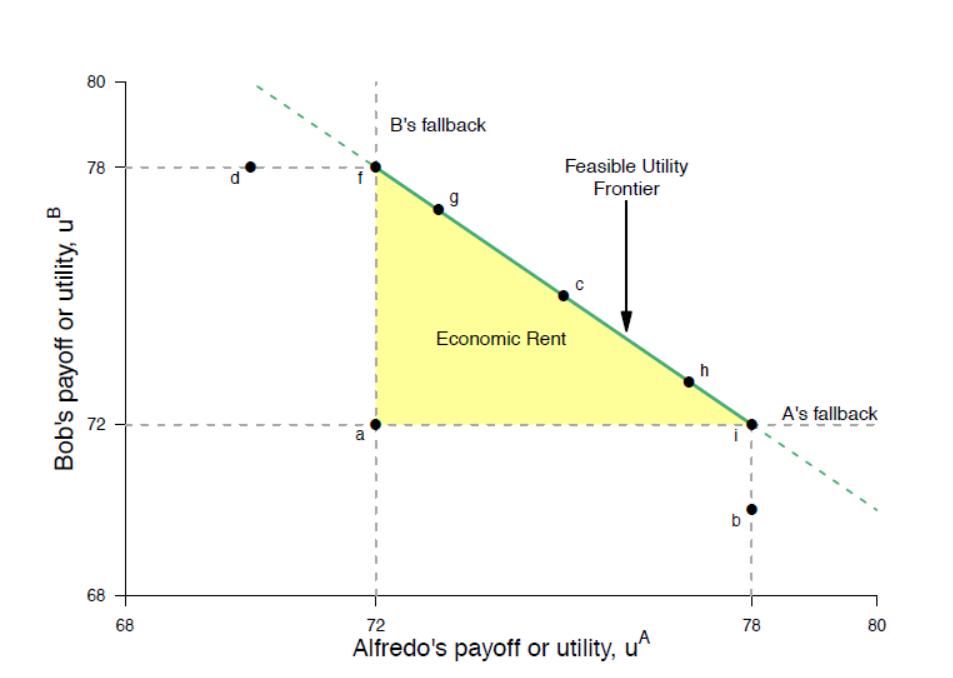 80
B's fallback
78
d
f
Feasible Utility
Frontier
g
c
Bob's payoff or utility, u^B
Economic Rent
h
72
a
i
A's fallback
b
68
68
72
78
80
Alfredo's payoff or utility, u^A